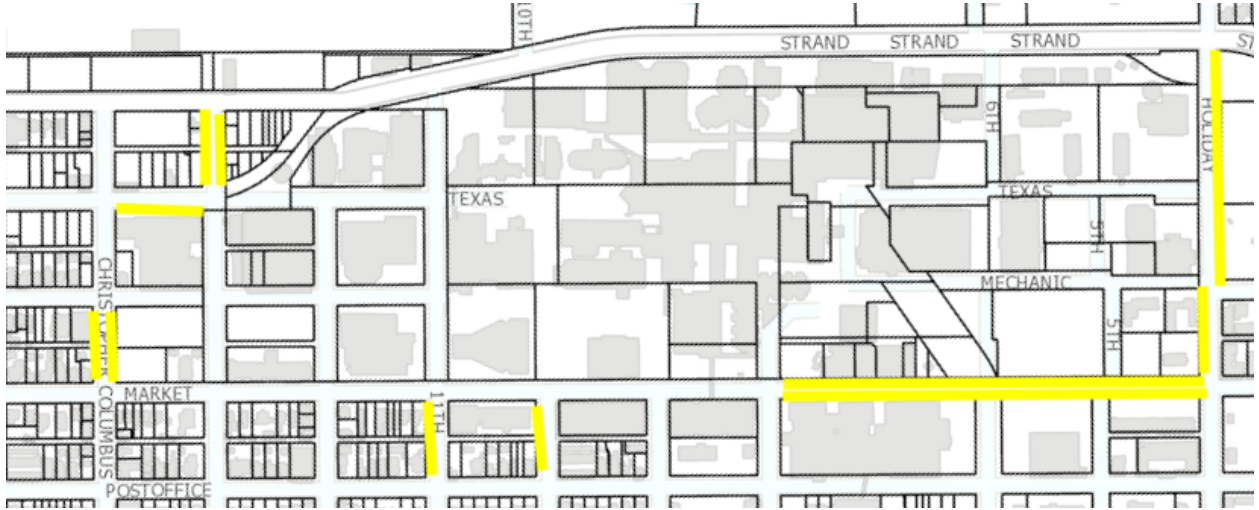 10TH
STRAND STRAND STRAND ST
6TH
HOLIDAY
TEXAS
TEXAS
5TH
CHRISTOPHER COLUMBUS
MECHANIC
5TH
MARKET
11TH
POSTOFFICE